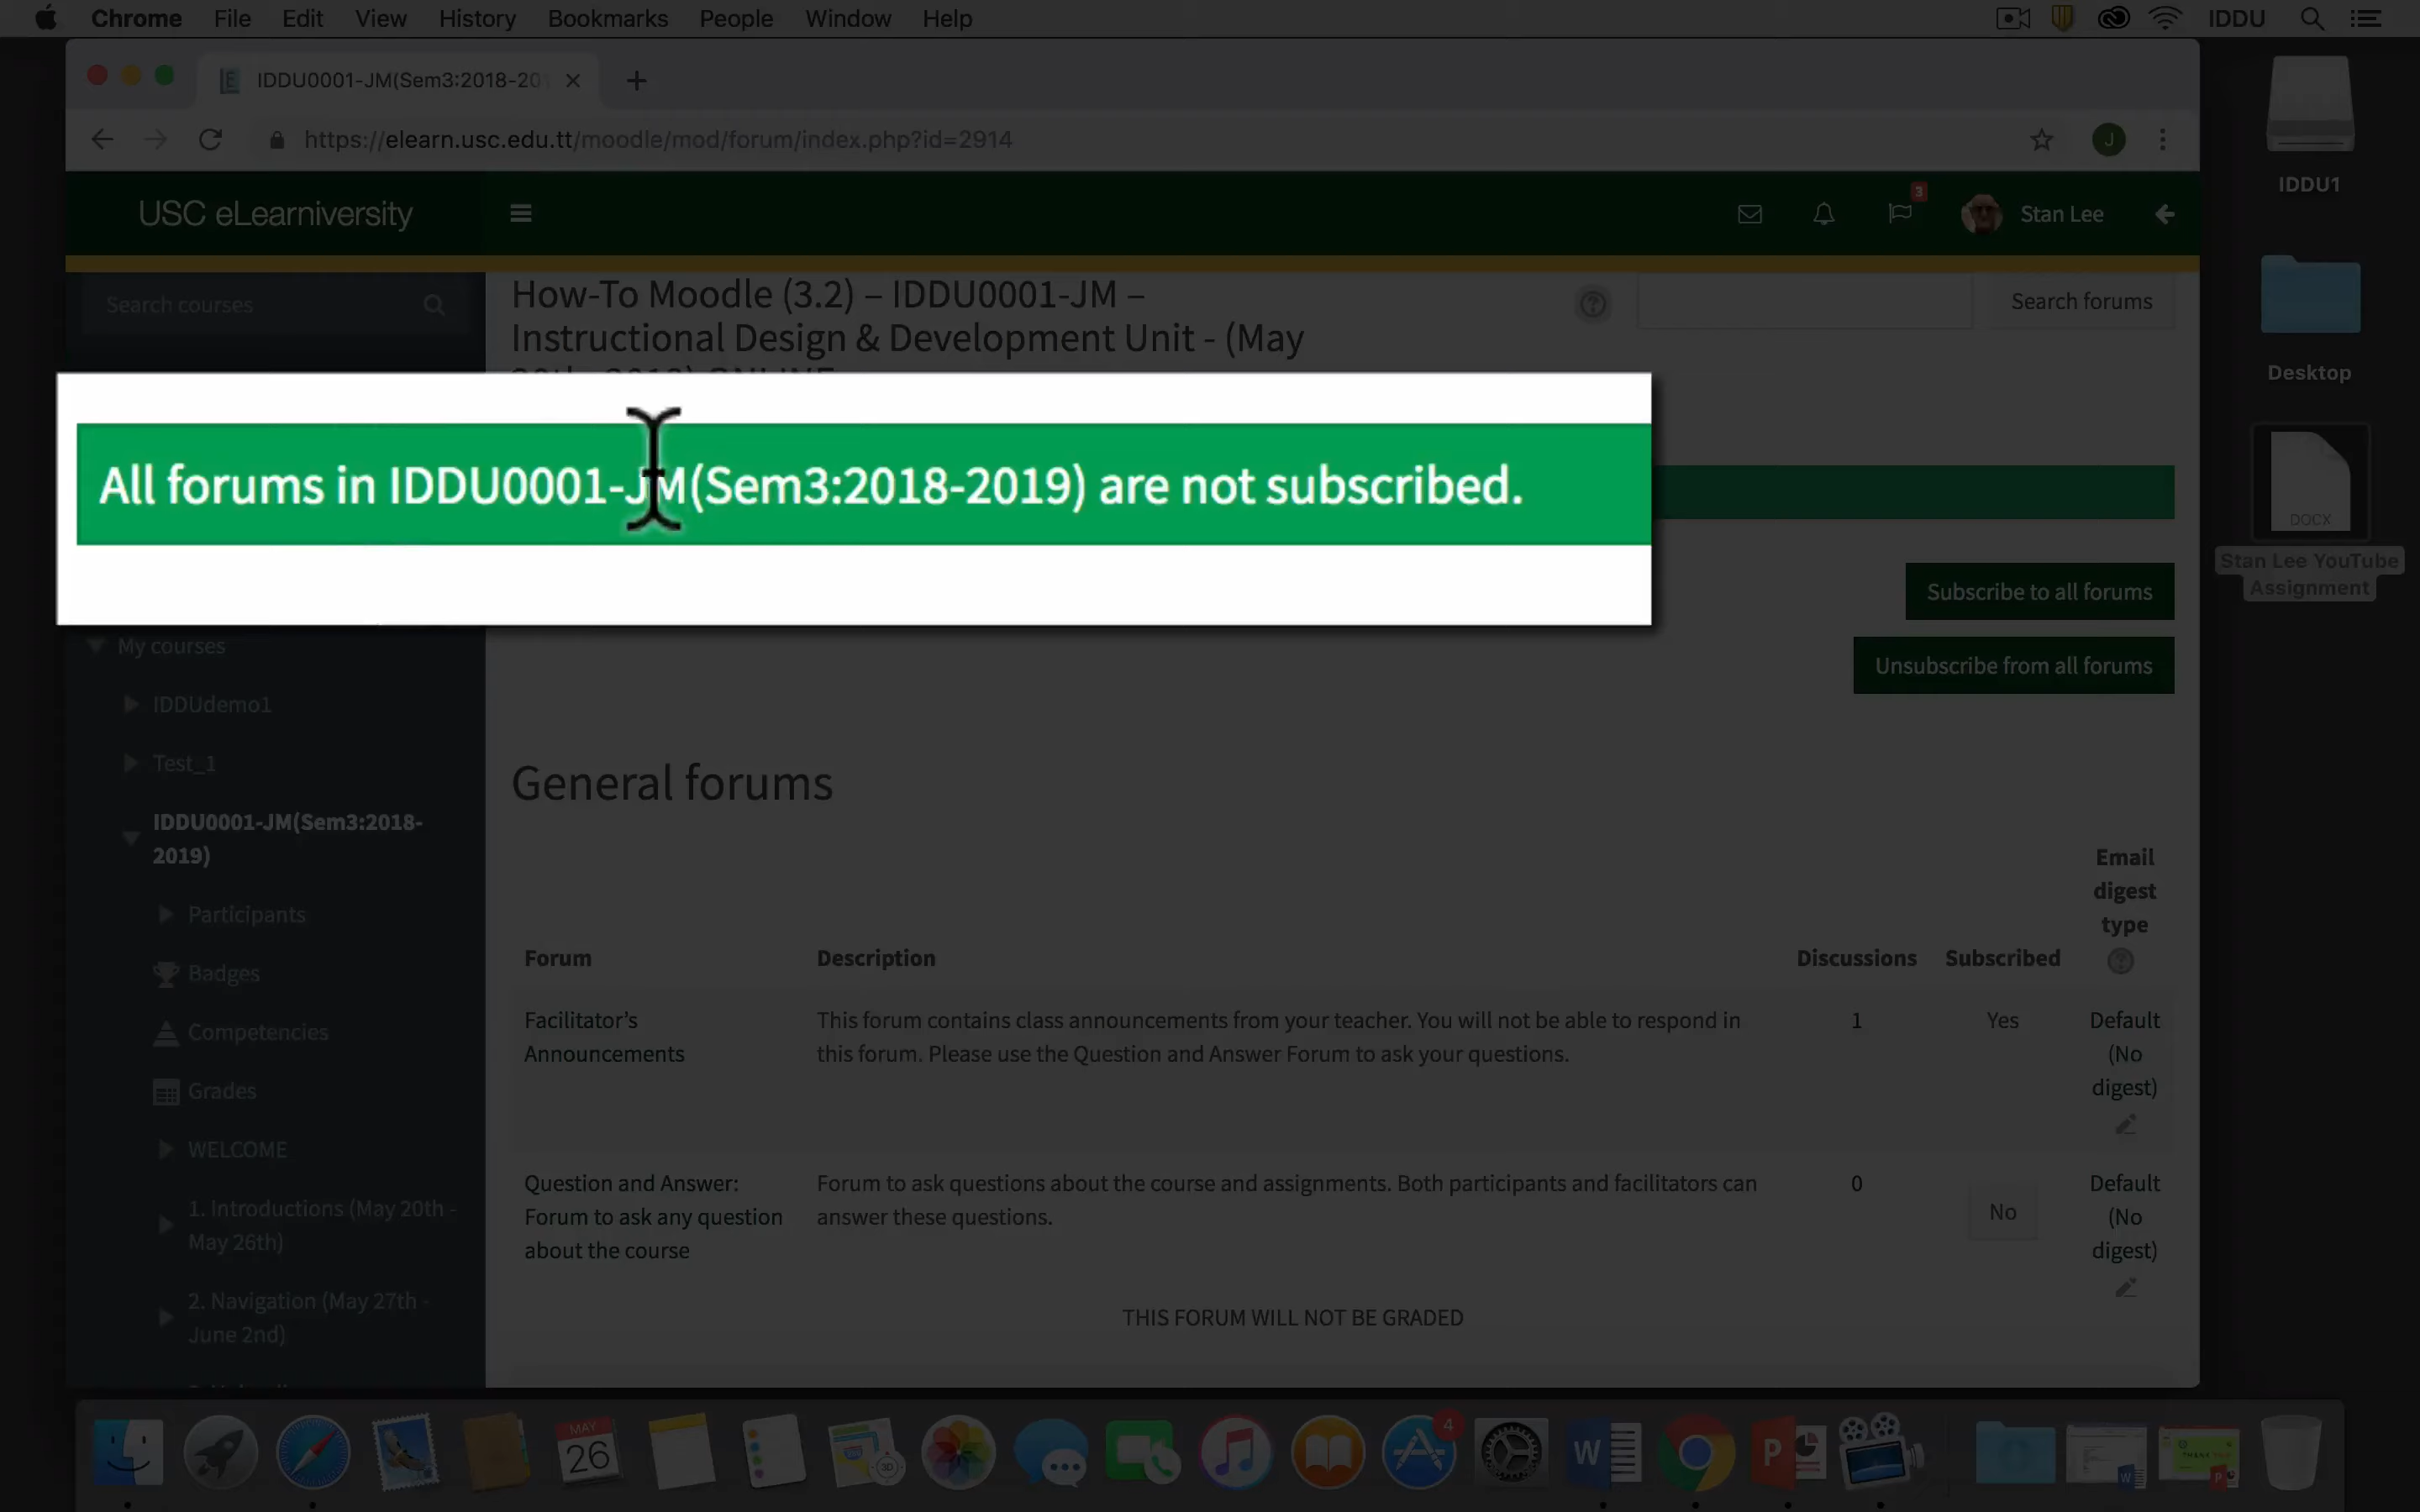 Chrome File Edit View History Bookmarks People Window Help
IDDU
IDDU0001-JM(Sem3:2018-20
https://elearn.usc.edu.tt/moodle/mod/forum/index.php?id=2914
J
IDDU1
USC eLearniversity
3
Stan Lee
Search courses
How-To Moodle (3.2) – IDDU0001-JM –
Instructional Design & Development Unit - (May
Search forums
Desktop
All forums in IDDU0001-JM(Sem3:2018-2019) are not subscribed.
DOCX
Stan Lee YouTube
Assignment
Subscribe to all forums
Unsubscribe from all forums
My courses
IDDUdemo1
Test_1
IDDU0001-JM(Sem3:2018-
2019)
Participants
Badges
Competencies
Grades
WELCOME
1. Introductions (May 20th -
May 26th)
2. Navigation (May 27th -
June 2nd)
General forums
Forum Description Discussions Subscribed Email
digest
type
Facilitator's
Announcements
This forum contains class announcements from your teacher. You will not be able to respond in
this forum. Please use the Question and Answer Forum to ask your questions.
1
Yes
Default
(No
digest)
Question and Answer:
Forum to ask any question
about the course
Forum to ask questions about the course and assignments. Both participants and facilitators can
answer these questions.
THIS FORUM WILL NOT BE GRADED
0
No
Default
(No
digest)
MAY
26
3D
4
W
P
W
P